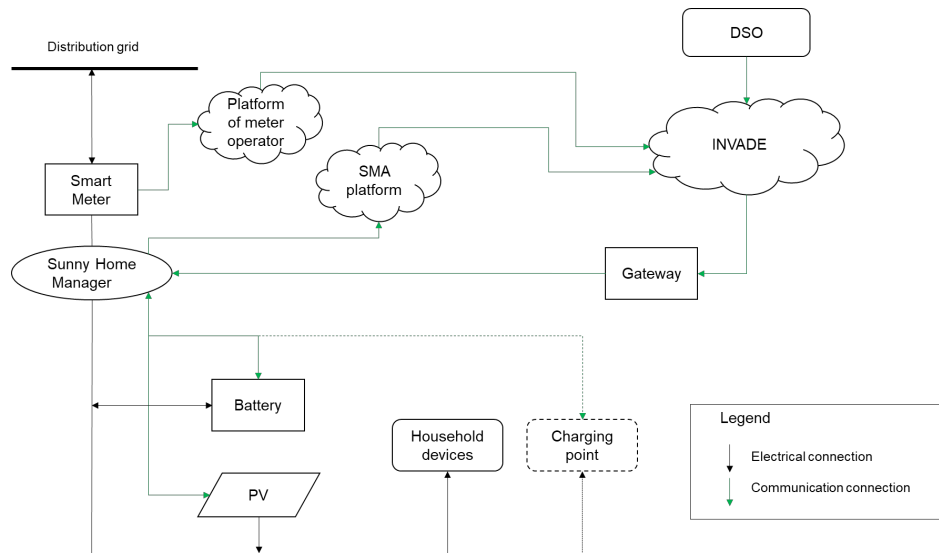 DSO
Distribution grid
Platform
of meter
operator
INVADE
SMA
platform
Smart
Meter
Sunny Home
Manager
Gateway
Battery
Household
devices
Charging
point
PV
Legend
Electrical connection
Communication connection